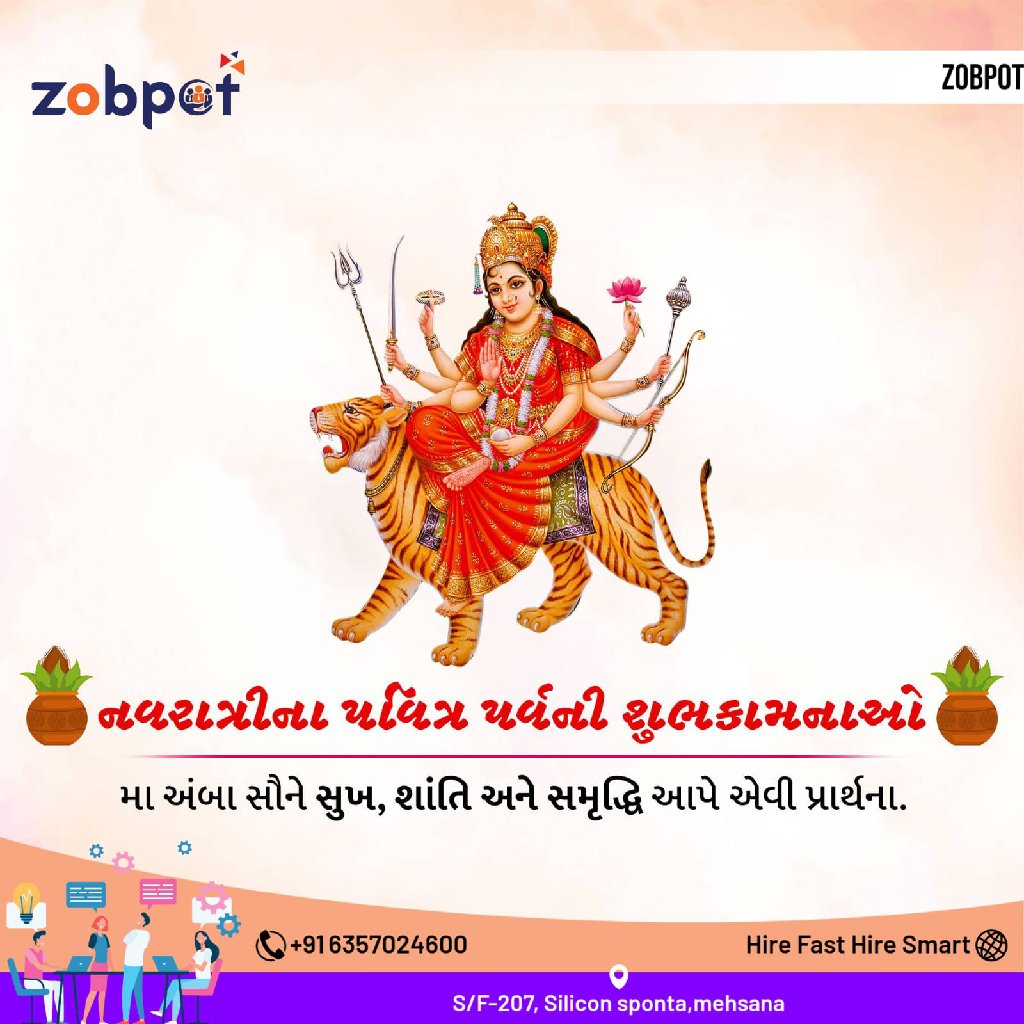 zobpot
ZOBPOT
નવરાત્રીના પવિત્ર પર્વની શુભકામનાઓ
મા અંબા સૌને સુખ, શાંતિ અને સમૃદ્ધિ આપે એવી પ્રાર્થના.
+916357024600
Hire Fast Hire Smart
S/F-207, Silicon sponta,mehsana